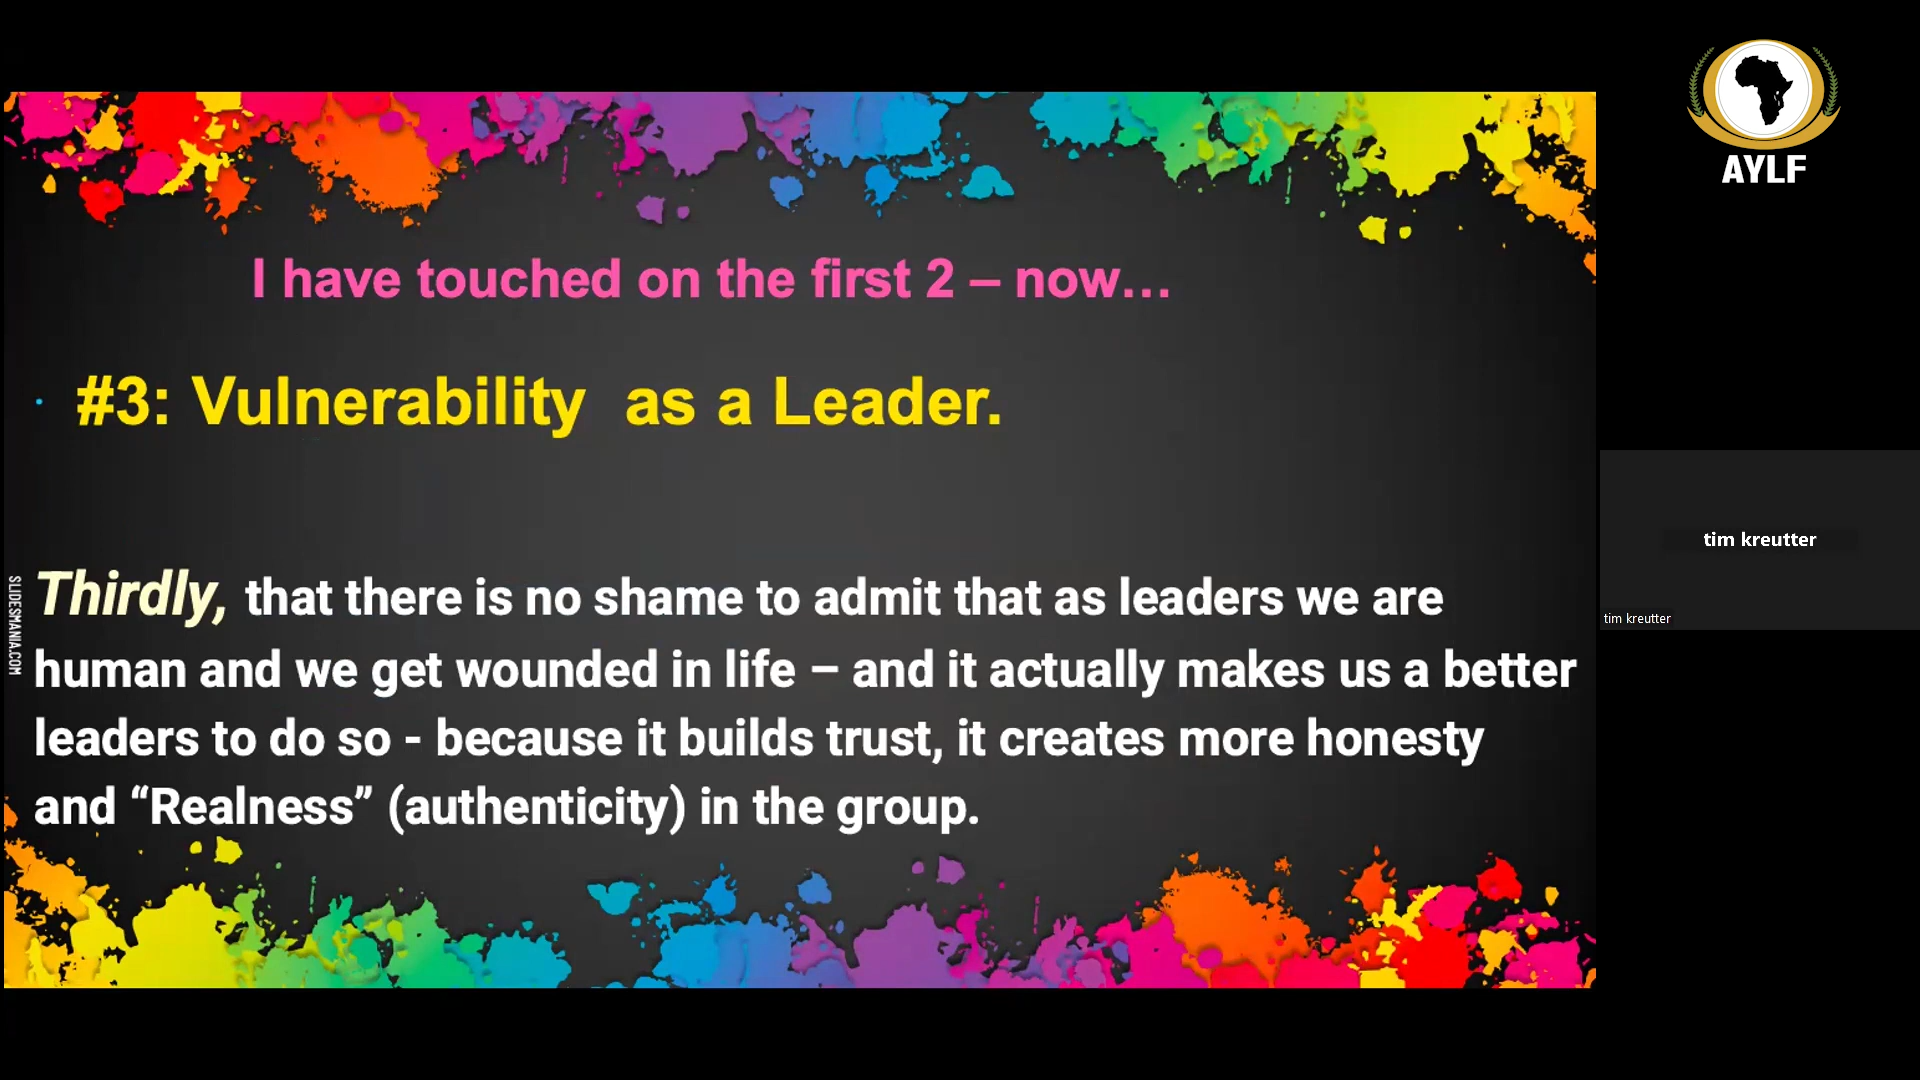 AYLF
I have touched on the first 2 – now…
#3: Vulnerability as a Leader.
Thirdly, that there is no shame to admit that as leaders we are
human and we get wounded in life – and it actually makes us a better
leaders to do so - because it builds trust, it creates more honesty
and “Realness” (authenticity) in the group.
SLIDESMANIA.COM
tim kreutter
tim kreutter